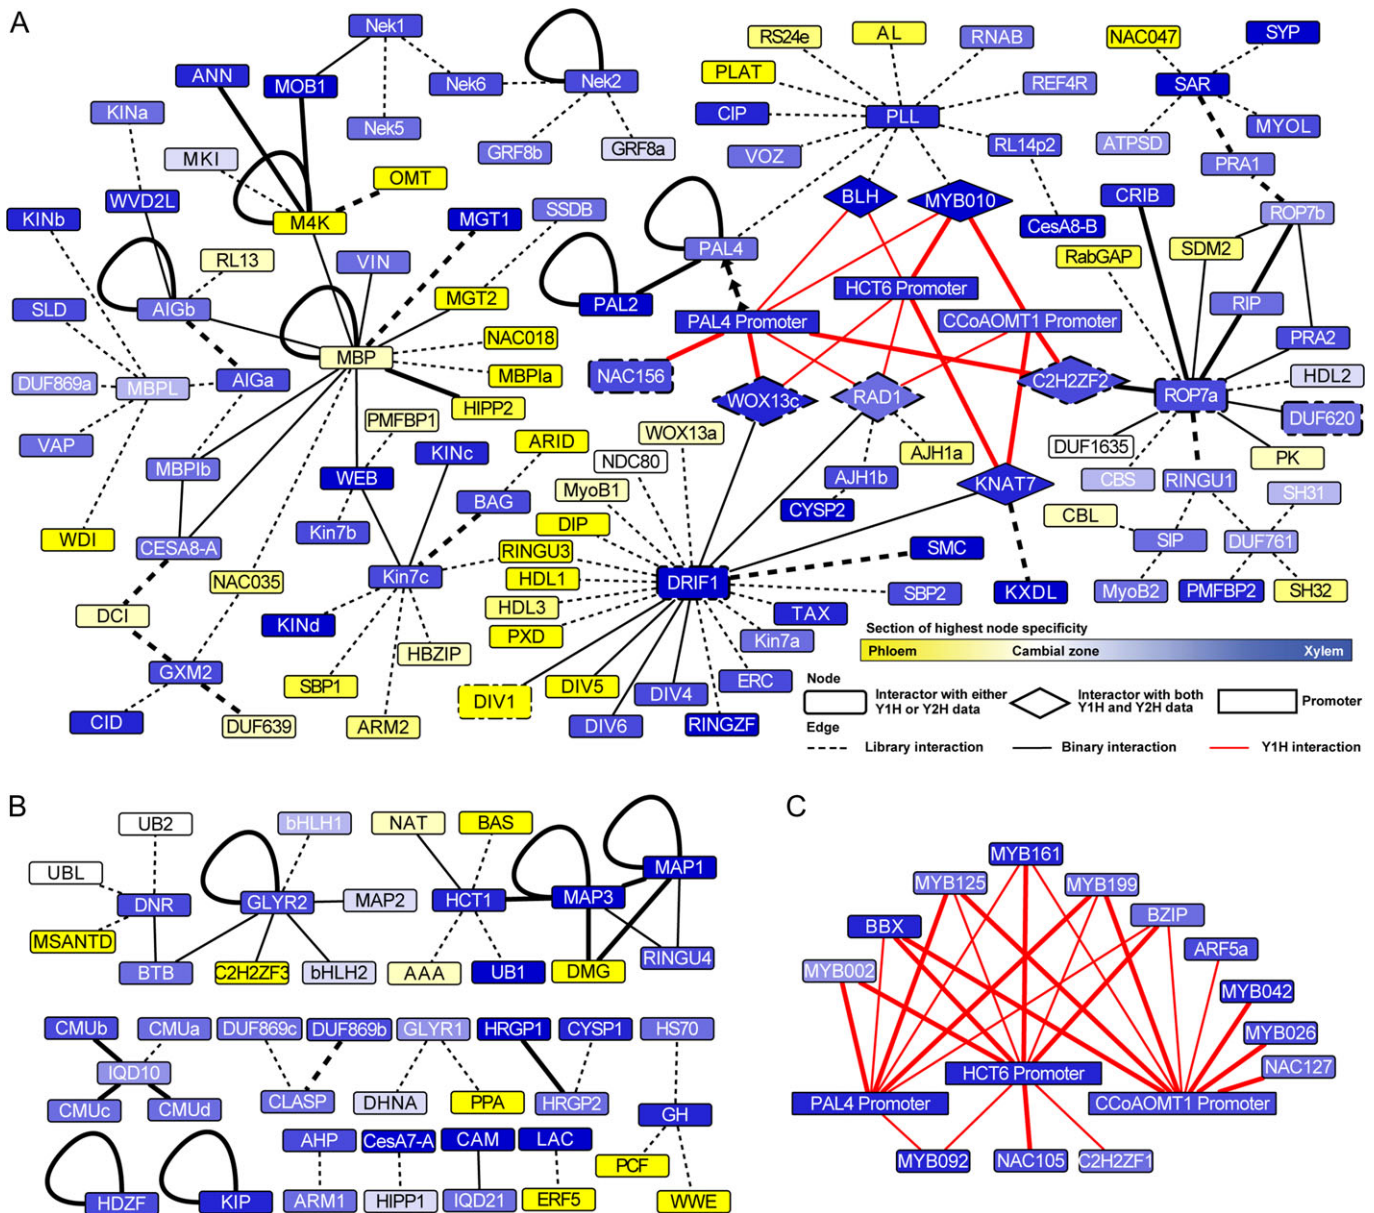 A
Nek1
RS24e
AL
RNAB
NAC047
SYP
ANN
MOB1
Nek6
Nek2
PLAT
REF4R
SAR
KINa
Nek5
CIP
PLL
MYOL
MKI
GRF8b
GRF8a
VOZ
RL14p2
ATPSD
PRA1
OMT
WVD2L
BLH
MYB010
CRIB
KINb
M4K
MGT1
SSDB
CesA8-B
ROP7b
RL13
VIN
PAL4
RabGAP
SDM2
SLD
AIGb
MGT2
PAL2
HCT6 Promoter
RIP
PAL4 Promoter
CCoAOMT1 Promoter
PRA2
MBP
NAC018
DUF869a
MBPL
AIGa
MBPIa
NAC156
C2H2ZF2
HDL2
HIPP2
WOX13c
RAD1
ROP7a
DUF620
PMFBP1
VAP
ARID
WOX13a
DUF1635
MBPIb
KINc
NDC80
AJH1a
PK
WEB
MyoB1
AJH1b
KNAT7
CBS
RINGU1
SH31
BAG
CYSP2
WDI
CESA8-A
Kin7b
DIP
CBL
SIP
DUF761
NAC035
Kin7c
RINGU3
SMC
HDL1
DRIF1
SBP2
KXDL
MyoB2
PMFBP2
SH32
DCI
KINd
HDL3
TAX
PXD
Kin7a
Section of highest node specificity
Phloem Cambial zone Xylem
HBZIP
GXM2
SBP1
ERC
Node
DIV1
DIV5
DIV4
Interactor with either
Y1H or Y2H data
Interactor with both
Y1H and Y2H data
Promoter
CID
DUF639
ARM2
DIV6
RINGZF
Edge
Library interaction
Binary interaction
Y1H interaction
B
UB2
bHLH1
NAT
BAS
UBL
MAP1
DNR
GLYR2
MAP2
HCT1
MAP3
MSANTD
BTB
C2H2ZF3
bHLH2
AAA
UB1
DMG
RINGU4
CMUb
CMUa
DUF869c
DUF869b
GLYR1
HRGP1
CYSP1
HS70
IQD10
CMUc
CMUd
CLASP
DHNA
PPA
HRGP2
GH
AHP
CesA7-A
CAM
LAC
PCF
HDZF
KIP
ARM1
HIPP1
IQD21
ERF5
WWE
C
MYB161
MYB125
MYB199
BBX
BZIP
ARF5a
MYB002
MYB042
MYB026
NAC127
HCT6 Promoter
PAL4 Promoter
CCoAOMT1 Promoter
MYB092
NAC105
C2H2ZF1